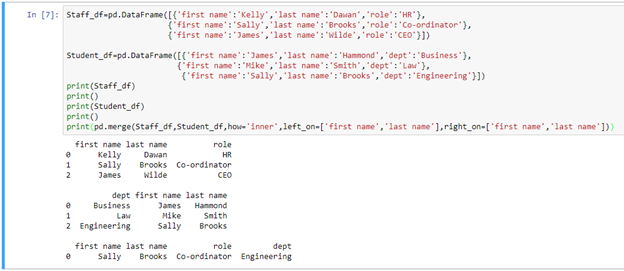 In [7]: Staff_df=pd.DataFrame([{'first name':'Kelly','last name':'Dawan','role':'HR'},
{'first name':'Sally','last name':'Brooks','role':'Co-ordinator'},
{'first name':'James','last name':'Wilde','role':'CEO'}])
Student_df=pd.DataFrame([{'first name':'James','last name':'Hammond','dept':'Business'},
{'first name':'Mike','last name':'Smith','dept':'Law'},
{'first name':'Sally','last name':'Brooks','dept':'Engineering'}])
print(Staff_df)
print()
print(Student_df)
print()
print(pd.merge(Staff_df,Student_df,how='inner',left_on=['first name','last name'],right_on=['first name','last name']))
first name last name role
0 Kelly Dawan HR
1 Sally Brooks Co-ordinator
2 James Wilde CEO
dept first name last name
0 Business James Hammond
1 Law Mike Smith
2 Engineering Sally Brooks
first name last name role dept
0 Sally Brooks Co-ordinator Engineering